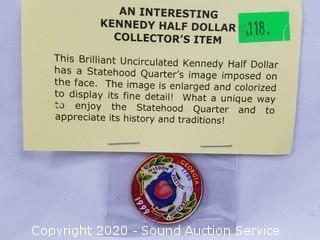 AN INTERESTING
KENNEDY HALF DOLLAR
COLLECTOR'S ITEM
118.
This Brilliant Uncirculated Kennedy Half Dollar
has a Statehood Quarter's image imposed on
the face. The image is enlarged and colorized
to display its fine detail! What a unique way
to enjoy the Statehood Quarter and to
appreciate its history and traditions!
GEORGIA
1999
Copyright 2020 - Sound Auction Service